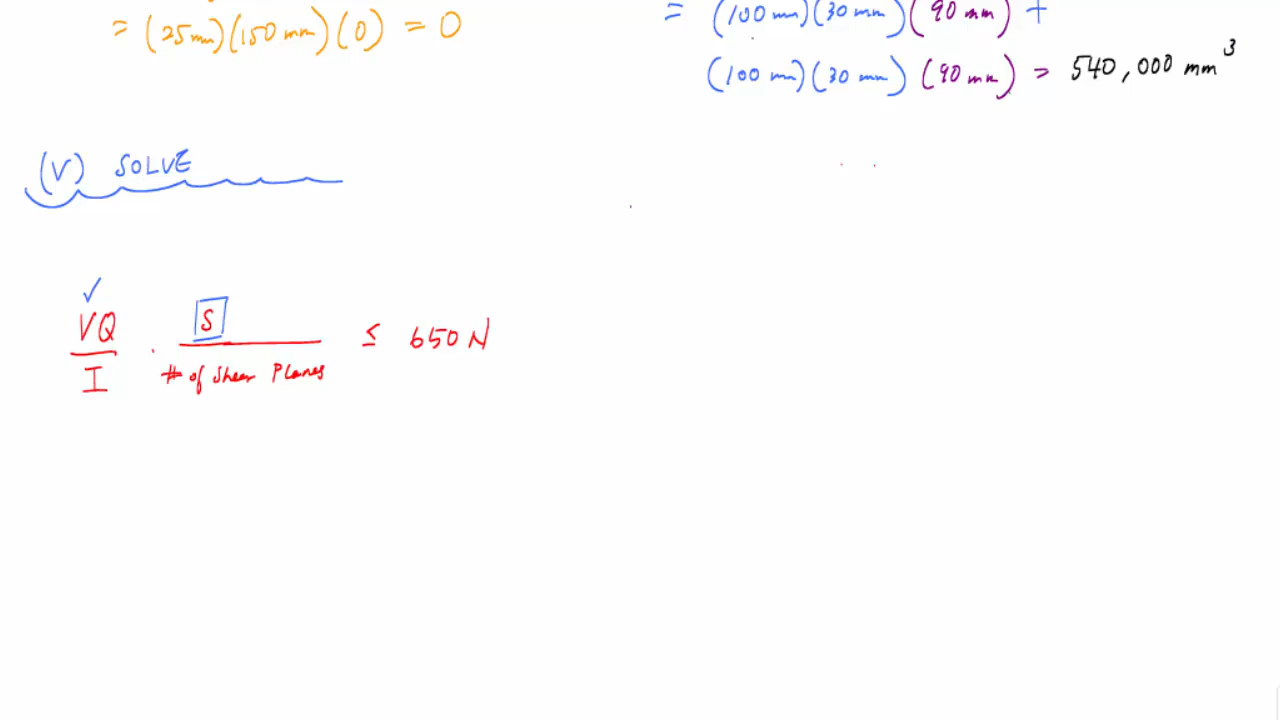 = (25 mm)(150 mm)(0) = 0
= (100 mm)(30 mm)(90 mm) +
(100 mm)(30 mm)(90 mm) = 540,000 mm³
(V) SOLVE
✓
VQ/I · S/# of Shear Planes ≤ 650 N